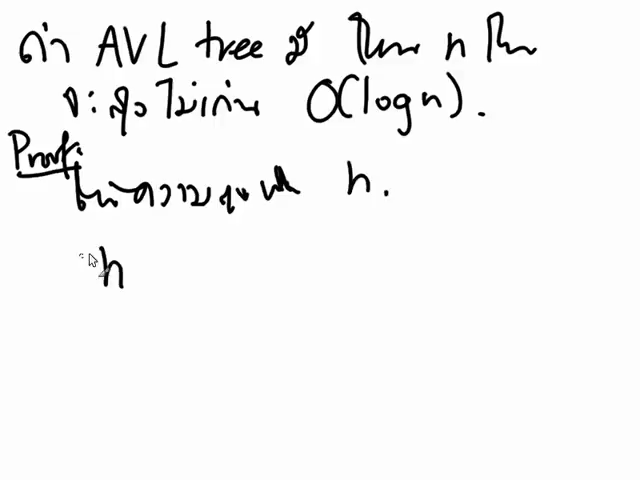 ถ้า AVL tree มี โหนด n โหนด
จะสูงไม่เกิน O(log n).
Proof:
ให้ความสูงเป็น h.
h